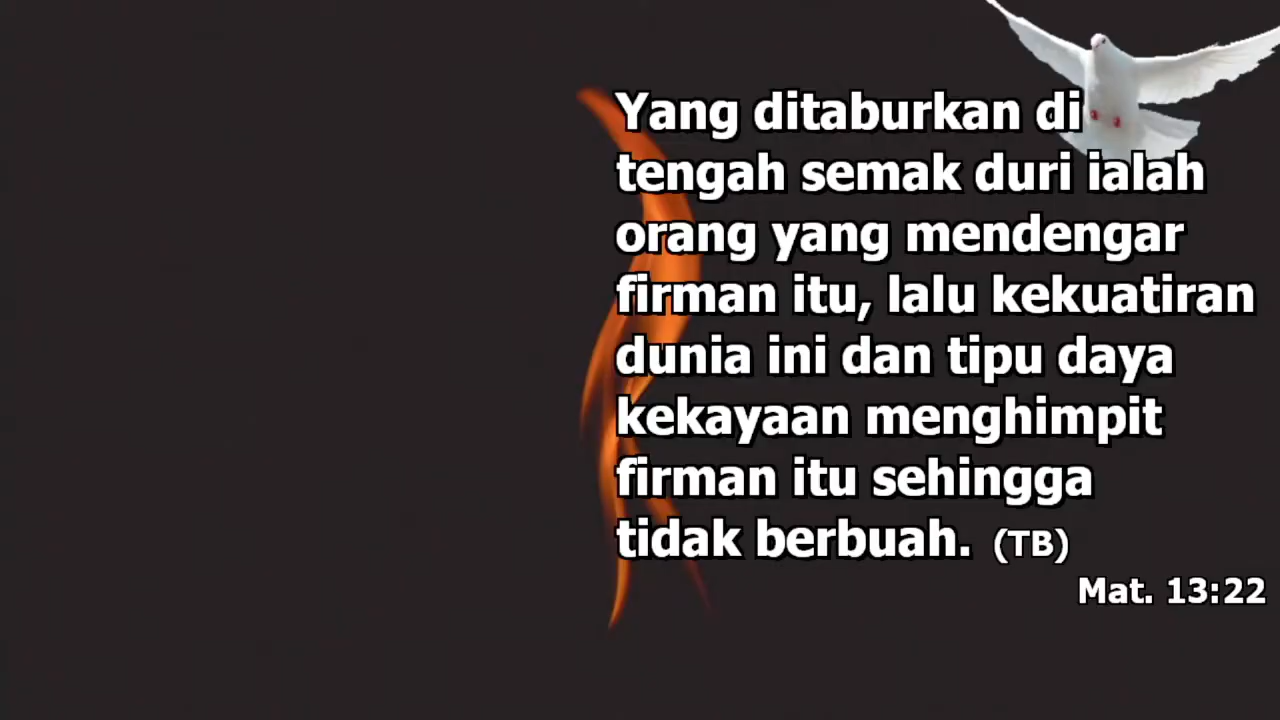 Yang ditaburkan di
tengah semak duri ialah
orang yang mendengar
firman itu, lalu kekuatiran
dunia ini dan tipu daya
kekayaan menghimpit
firman itu sehingga
tidak berbuah. (TB)
Mat. 13:22